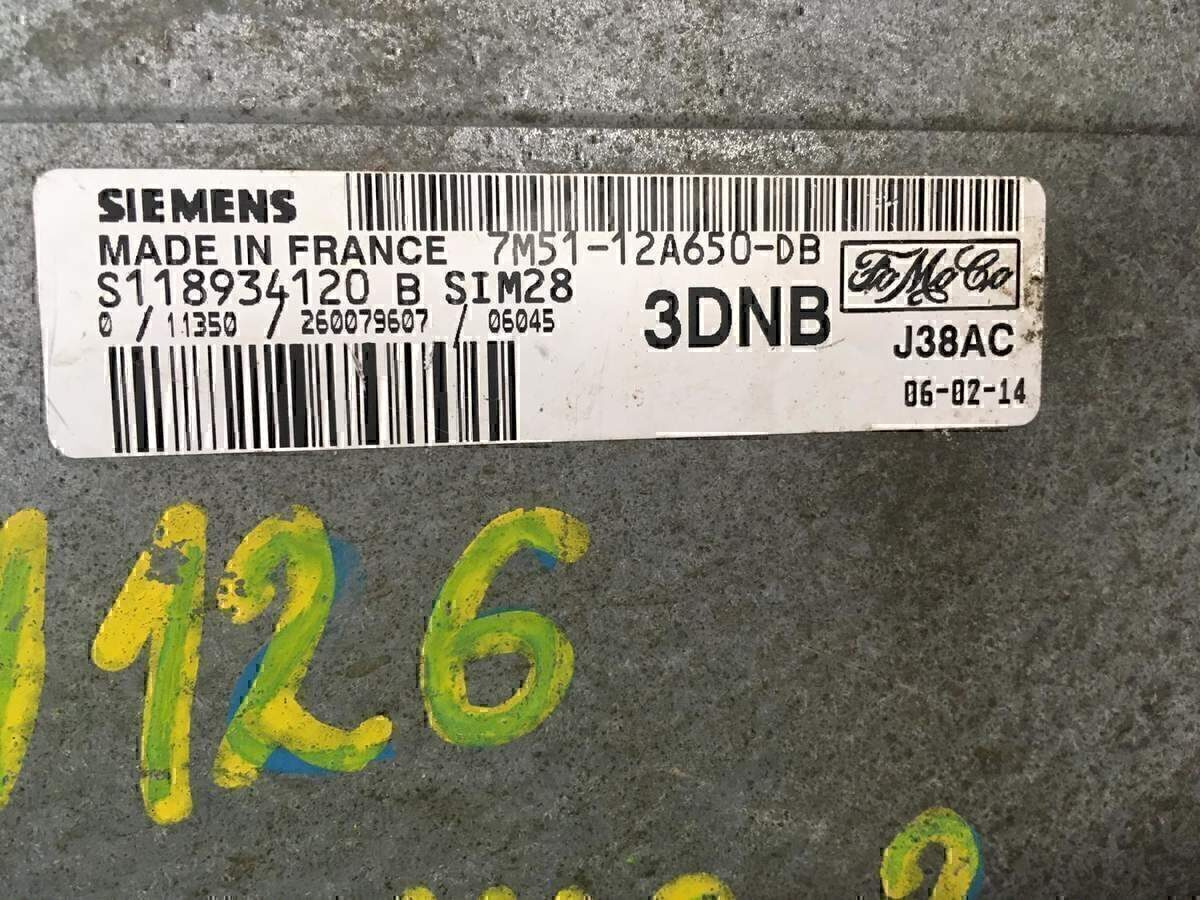 SIEMENS
MADE IN FRANCE 7M51-12A650-DB
FoMoCo
S118934120 B SIM28
0 / 11350 / 260079607 / 06045
3DNB
J38AC
06-02-14
126
2